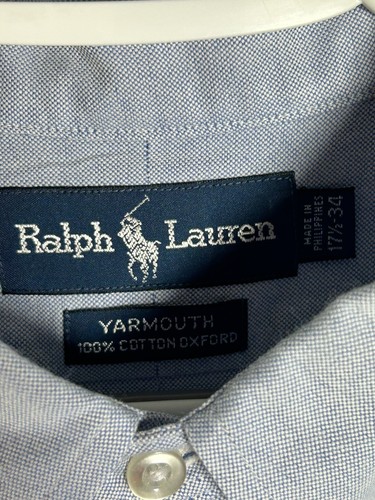 Ralph Lauren
MADE IN
PHILIPPINES
17½-34
YARMOUTH
100% COTTON OXFORD